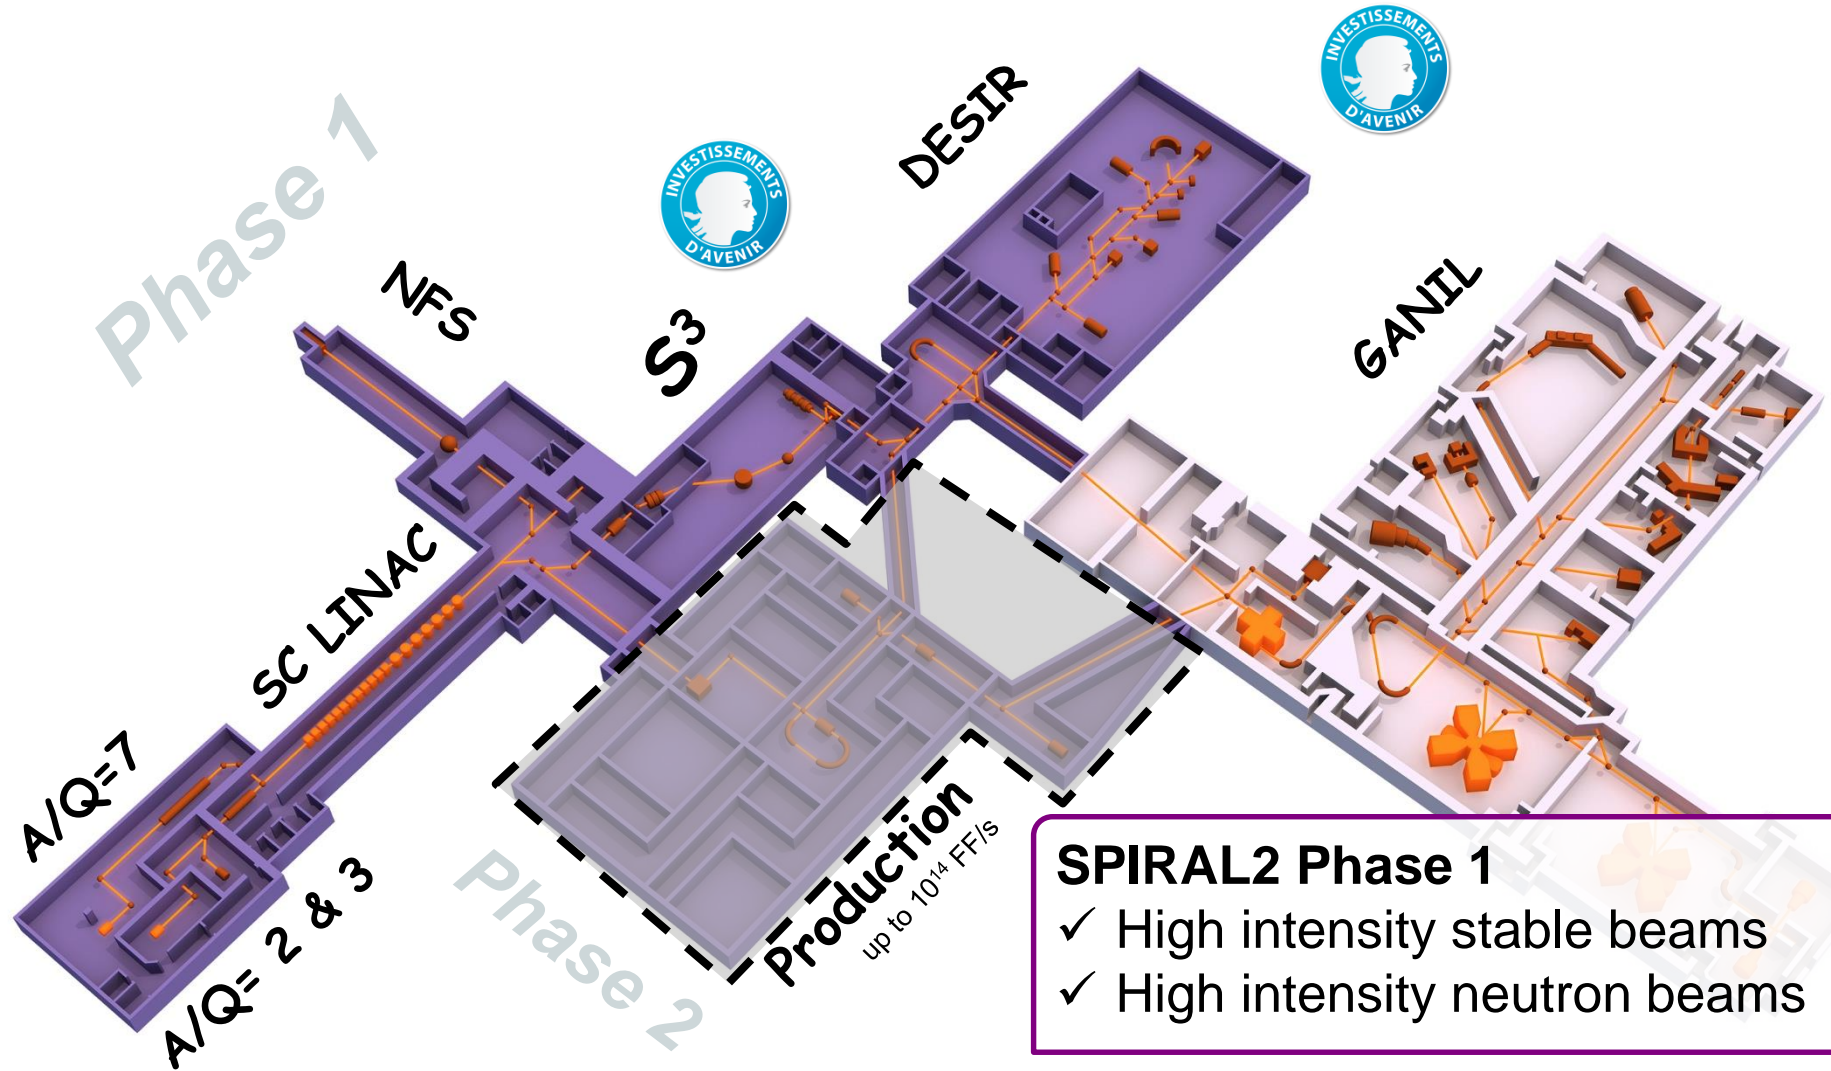 Phase 1
INVESTISSEMENTS
D'AVENIR
INVESTISSEMENTS
D'AVENIR
DESIR
NFS
S³
GANIL
SC LINAC
A/Q=7
A/Q= 2 & 3
Phase 2
Production
up to 10¹⁴ FF/s
SPIRAL2 Phase 1
✓ High intensity stable beams
✓ High intensity neutron beams